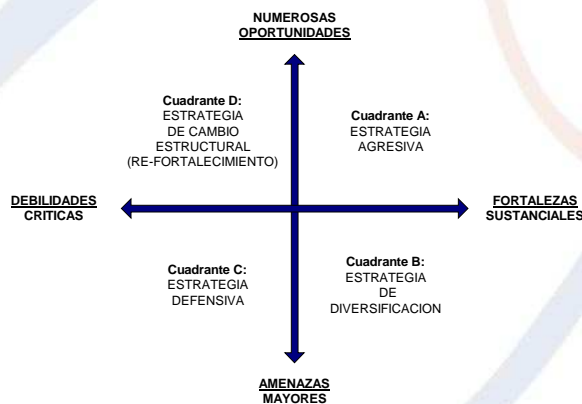 NUMEROSAS
OPORTUNIDADES
Cuadrante D:
ESTRATEGIA
DE CAMBIO
ESTRUCTURAL
(RE-FORTALECIMIENTO)
Cuadrante A:
ESTRATEGIA
AGRESIVA
DEBILIDADES
CRITICAS
FORTALEZAS
SUSTANCIALES
Cuadrante C:
ESTRATEGIA
DEFENSIVA
Cuadrante B:
ESTRATEGIA
DE
DIVERSIFICACION
AMENAZAS
MAYORES